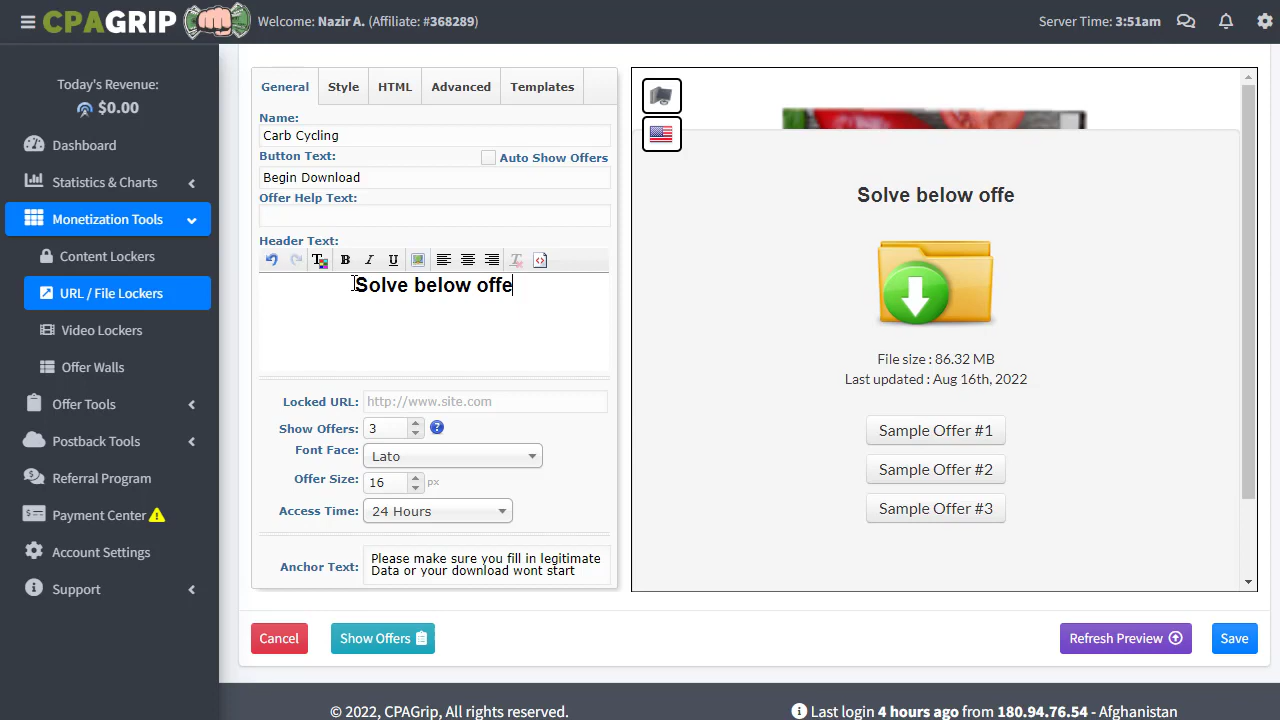 CPAGRIP
Welcome: Nazir A. (Affiliate: #368289)
Server Time: 3:51am
Today's Revenue:
$0.00
Dashboard
Statistics & Charts
Monetization Tools
Content Lockers
URL / File Lockers
Video Lockers
Offer Walls
Offer Tools
Postback Tools
Referral Program
Payment Center
Account Settings
Support
General Style HTML Advanced Templates
Name:
Carb Cycling
Button Text: Auto Show Offers
Begin Download
Offer Help Text:
Header Text:
B I U
Solve below offe
Locked URL: http://www.site.com
Show Offers: 3
Font Face: Lato
Offer Size: 16 px
Access Time: 24 Hours
Anchor Text: Please make sure you fill in legitimate
Data or your download wont start
Solve below offe
File size : 86.32 MB
Last updated : Aug 16th, 2022
Sample Offer #1
Sample Offer #2
Sample Offer #3
Cancel Show Offers Refresh Preview Save
© 2022, CPAGrip, All rights reserved.
Last login 4 hours ago from 180.94.76.54 - Afghanistan